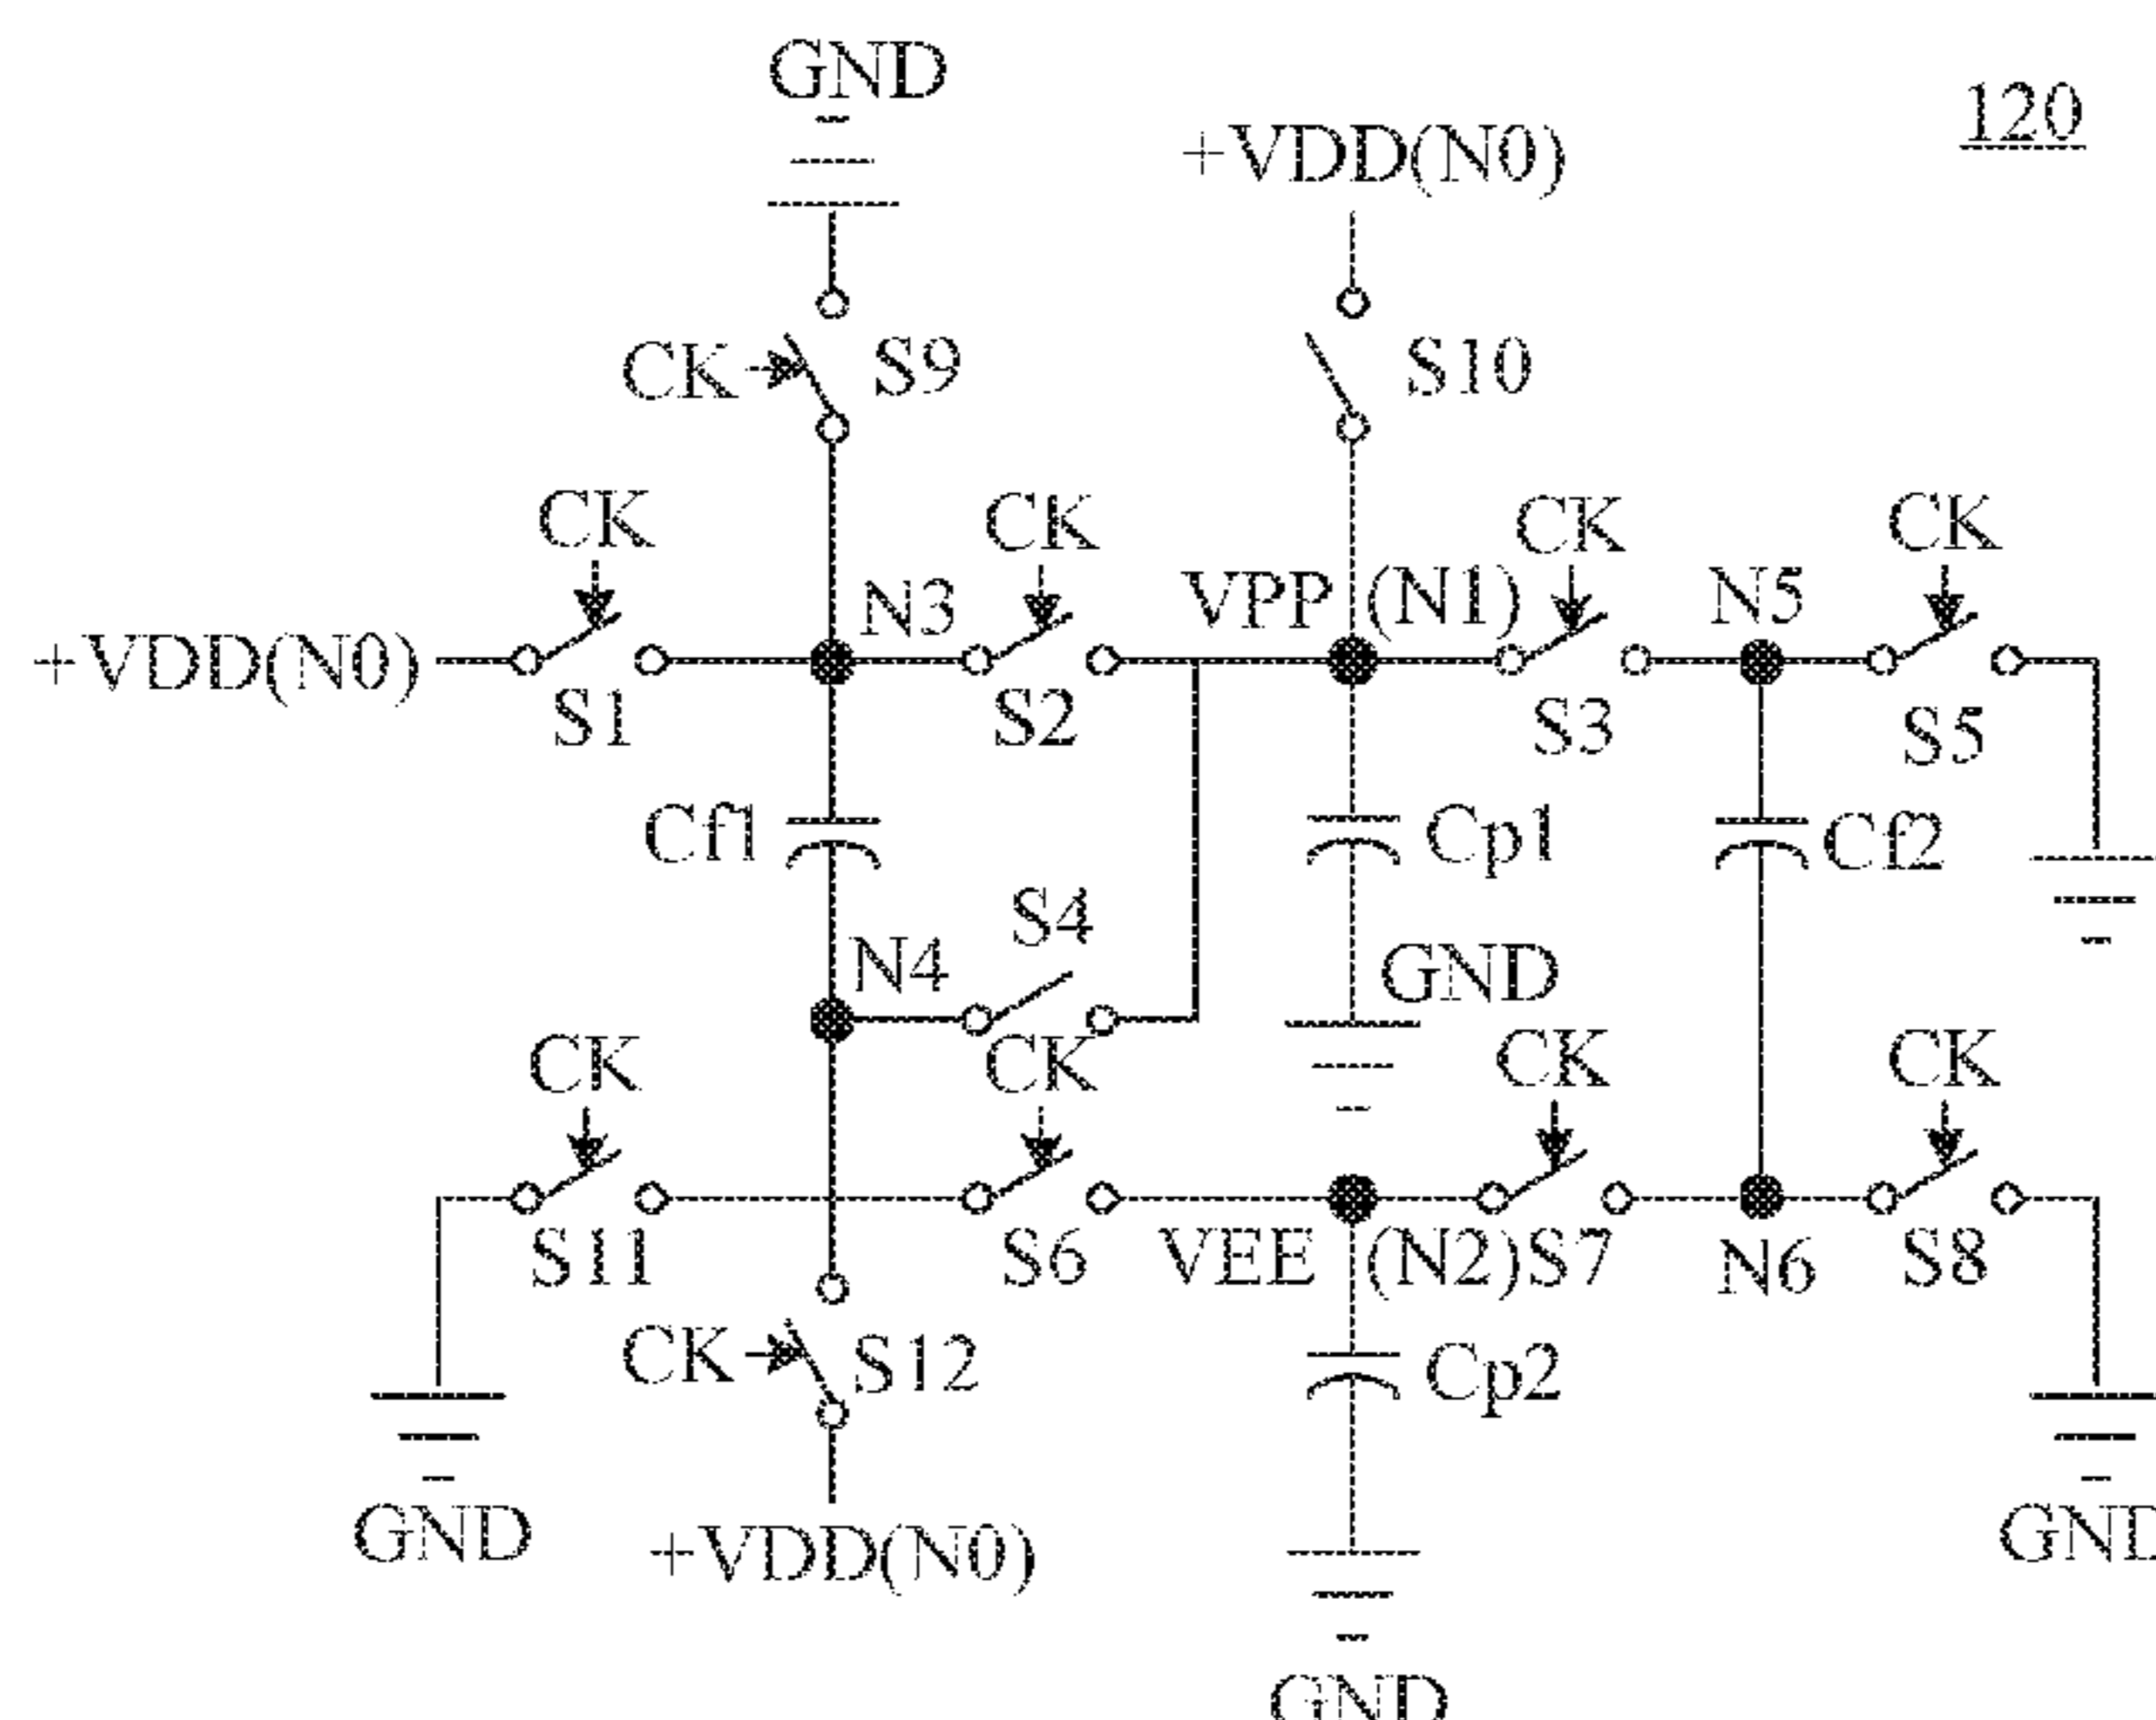 GND
120
+VDD(N0)
CK
S9
S10
CK
CK
CK
CK
N3
VPP (N1)
N5
+VDD(N0)
S1
S2
S3
S5
Cf1
Cp1
Cf2
S4
N4
GND
CK
CK
CK
CK
S11
S6
VEE (N2)
S7
N6
S8
CK
S12
Cp2
GND
+VDD(N0)
GND
GND